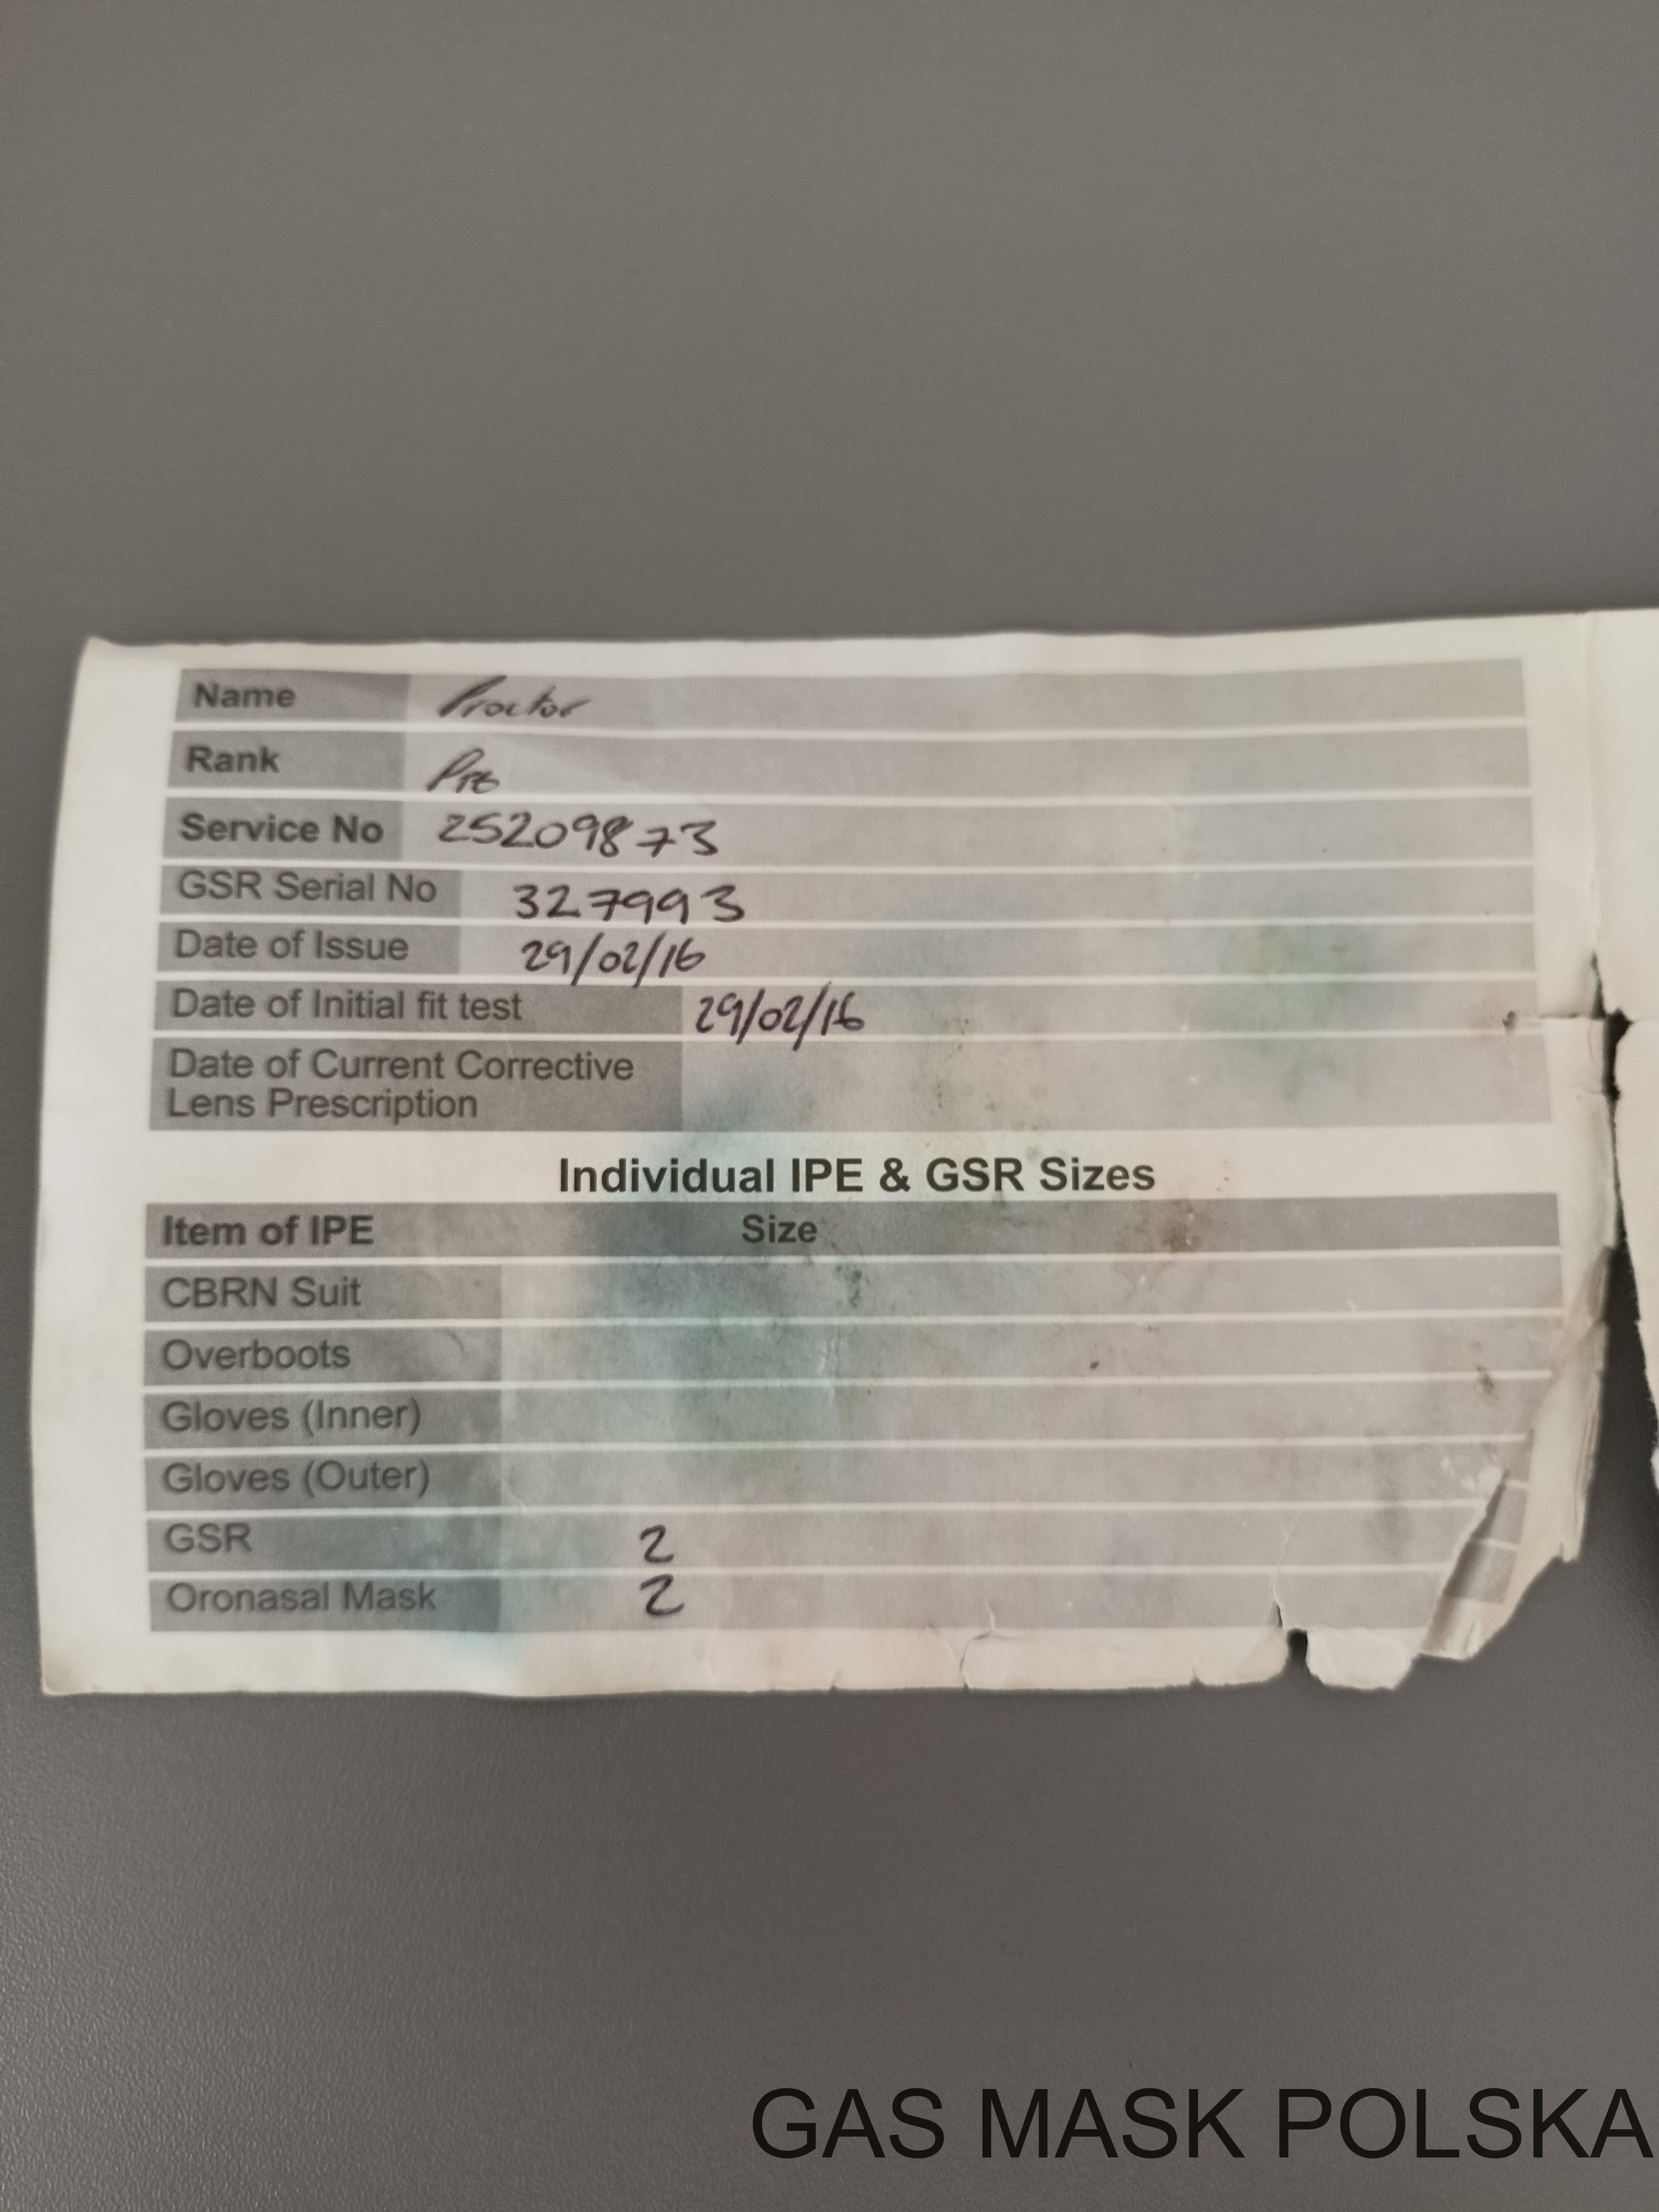 Name Proctor
Rank Pte
Service No 25209873
GSR Serial No 327993
Date of Issue 29/02/16
Date of Initial fit test 29/02/16
Date of Current Corrective
Lens Prescription
Individual IPE & GSR Sizes
Item of IPE Size
CBRN Suit
Overboots
Gloves (Inner)
Gloves (Outer)
GSR 2
Oronasal Mask 2
GAS MASK POLSKA